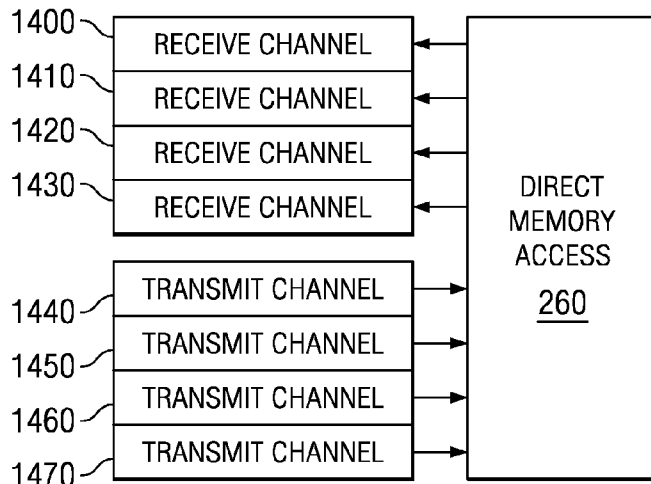 1400
RECEIVE CHANNEL
1410
RECEIVE CHANNEL
1420
RECEIVE CHANNEL
1430
RECEIVE CHANNEL
1440
TRANSMIT CHANNEL
1450
TRANSMIT CHANNEL
1460
TRANSMIT CHANNEL
1470
TRANSMIT CHANNEL
DIRECT
MEMORY
ACCESS
260